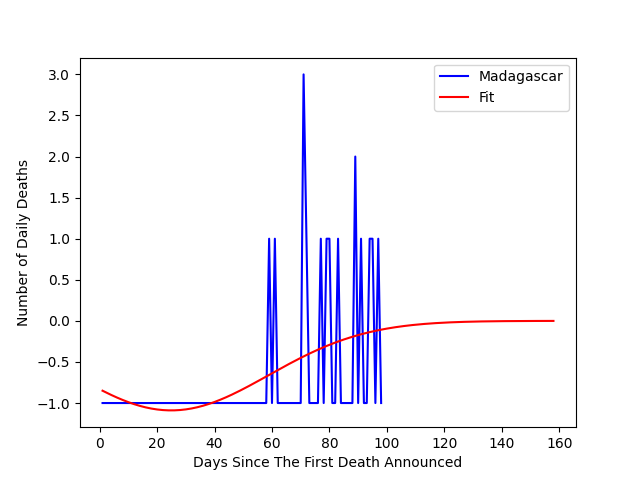 Madagascar
Fit
3.0
2.5
2.0
1.5
1.0
0.5
0.0
−0.5
−1.0
Number of Daily Deaths
0 20 40 60 80 100 120 140 160
Days Since The First Death Announced